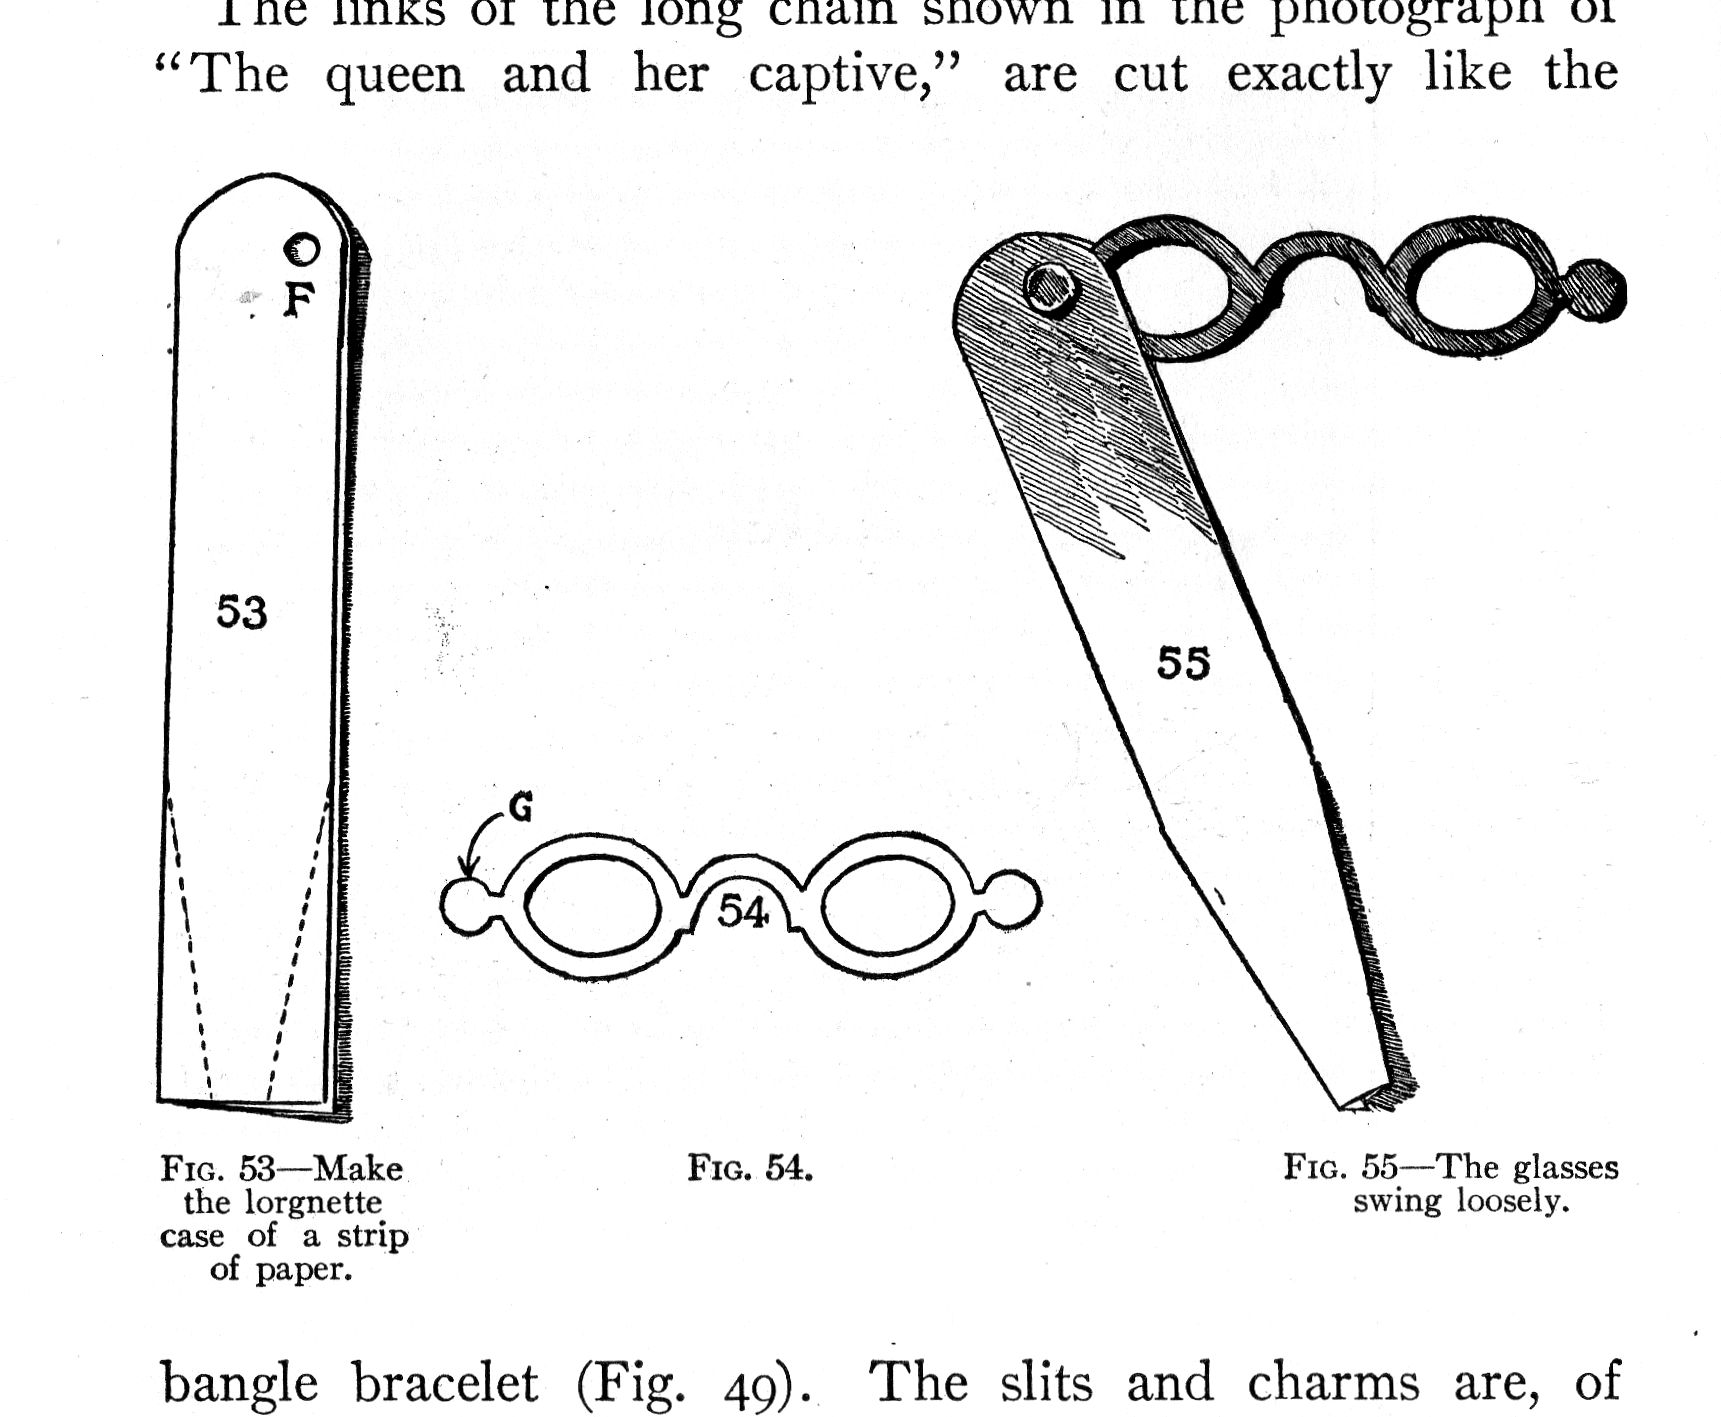 The links of the long chain shown in the photograph of
“The queen and her captive,” are cut exactly like the
F
53
55
G
54
Fig. 53—Make
the lorgnette
case of a strip
of paper.
Fig. 54.
Fig. 55—The glasses
swing loosely.
bangle bracelet (Fig. 49). The slits and charms are, of